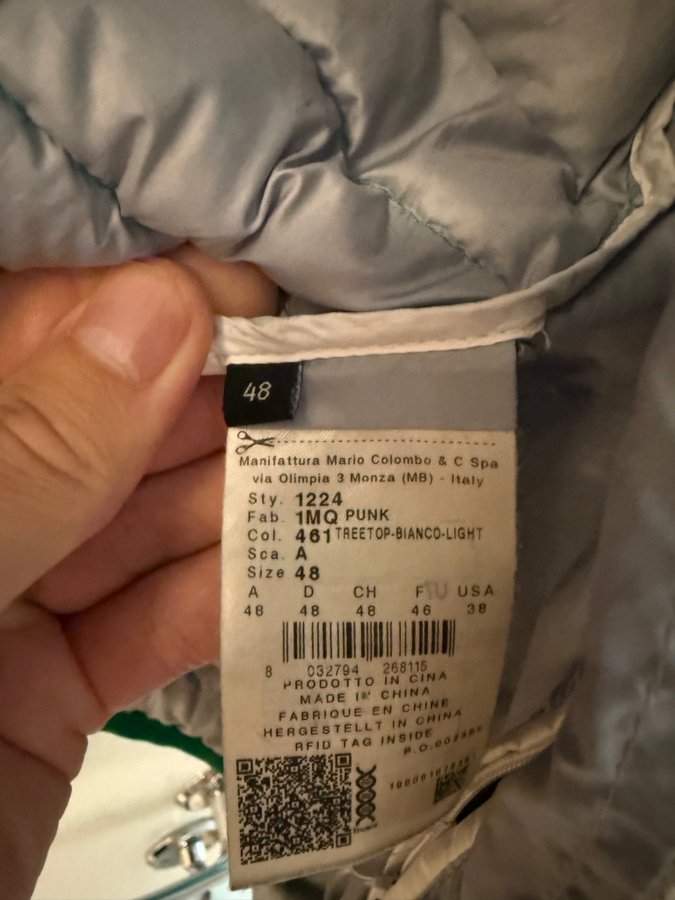 48
Manifattura Mario Colombo & C Spa
via Olimpia 3 Monza (MB) - Italy
Sty. 1224
Fab. 1MQ PUNK
Col. 461 TREETOP-BIANCO-LIGHT
Sca. A
Size 48
A D CH F USA
48 48 48 46 38
8 032794 268115
PRODOTTO IN CINA
MADE IN CHINA
FABRIQUE EN CHINE
HERGESTELLT IN CHINA
RFID TAG INSIDE